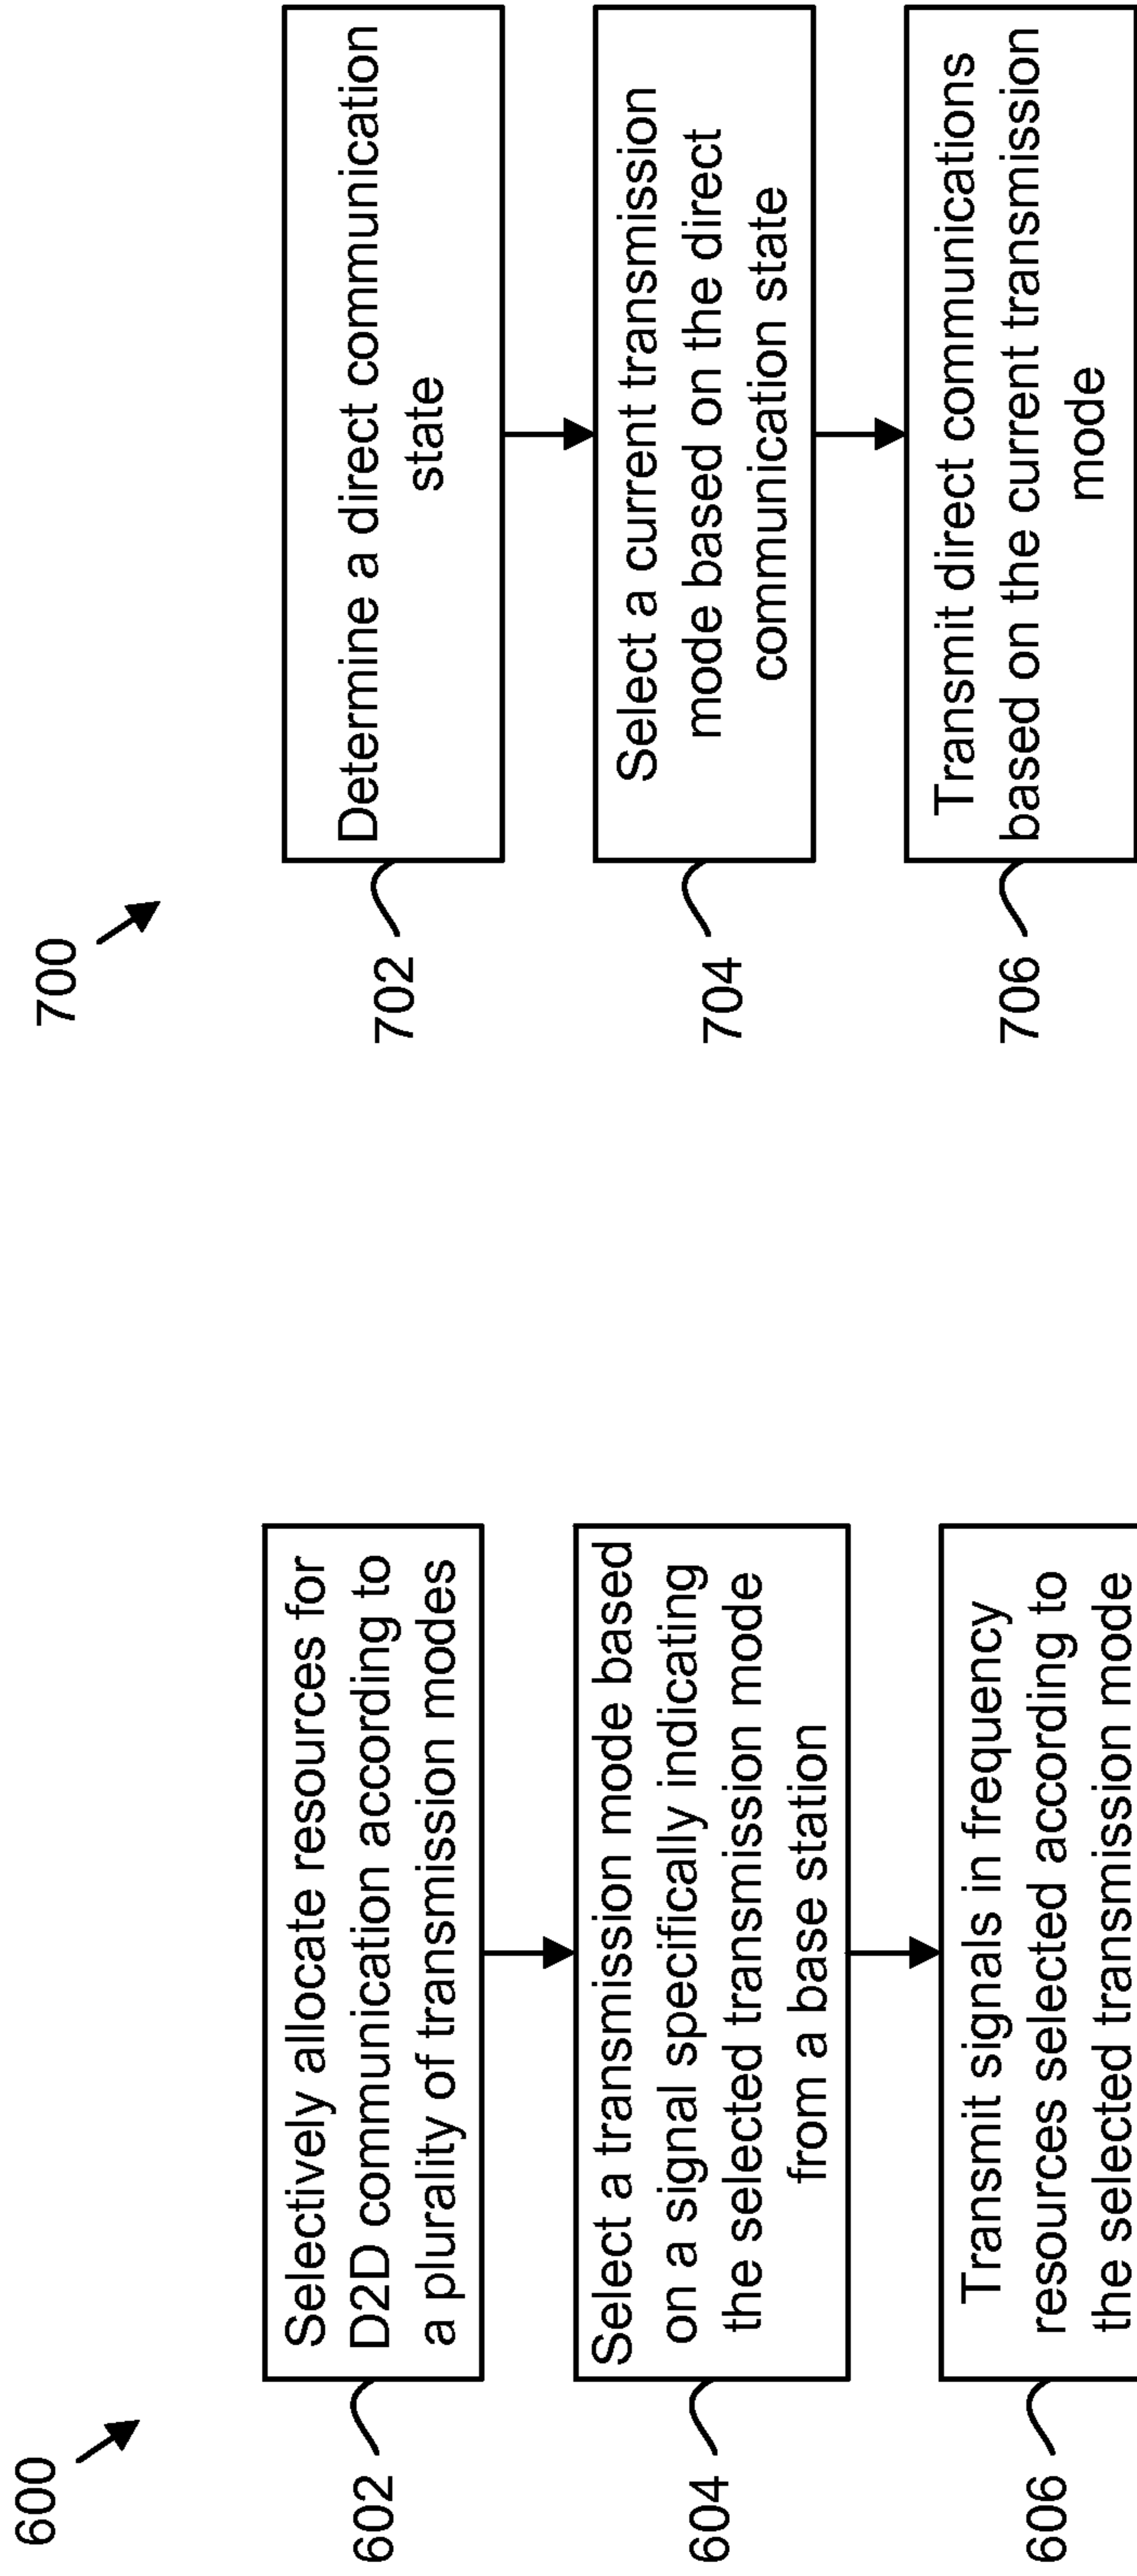 600
602
Selectively allocate resources for
D2D communication according to
a plurality of transmission modes
604
Select a transmission mode based
on a signal specifically indicating
the selected transmission mode
from a base station
606
Transmit signals in frequency
resources selected according to
the selected transmission mode
700
702
Determine a direct communication
state
704
Select a current transmission
mode based on the direct
communication state
706
Transmit direct communications
based on the current transmission
mode